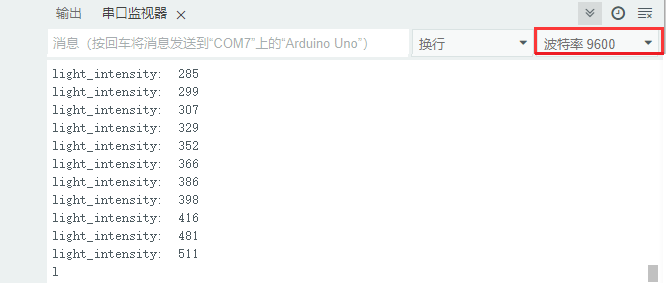 输出 串口监视器 ×
消息（按回车将消息发送到“COM7”上的“Arduino Uno”） 换行 波特率 9600
light_intensity: 285
light_intensity: 299
light_intensity: 307
light_intensity: 329
light_intensity: 352
light_intensity: 366
light_intensity: 386
light_intensity: 398
light_intensity: 416
light_intensity: 481
light_intensity: 511
l